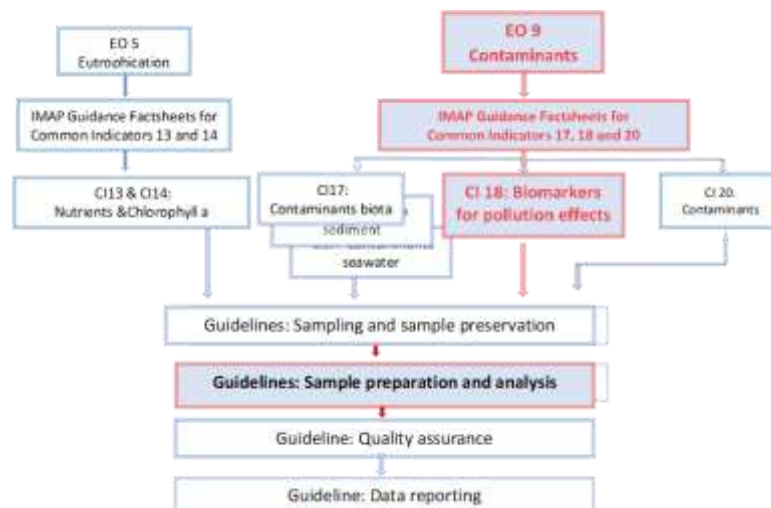 EO 5
Eutrophication
EO 9
Contaminants
IMAP Guidance Factsheets for
Common Indicators 13 and 14
IMAP Guidance Factsheets for
Common Indicators 17, 18 and 20
CI13 & CI14:
Nutrients &Chlorophyll a
CI17:
Contaminants biota
sediment
seawater
CI 18: Biomarkers
for pollution effects
CI 20:
Contaminants
Guidelines: Sampling and sample preservation
Guidelines: Sample preparation and analysis
Guideline: Quality assurance
Guideline: Data reporting